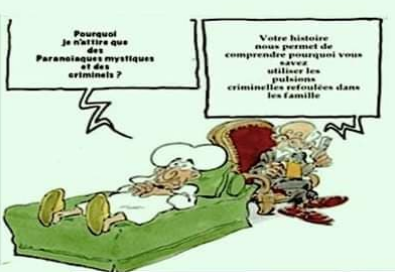 Pourquoi
je n'attire que
des
Paranoïaques mystiques
et des
criminels ?
Votre histoire
nous permet de
comprendre pourquoi vous
savez
utiliser les
pulsions
criminelles refoulées dans
les famille